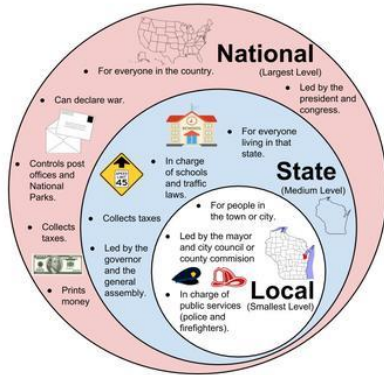 National
(Largest Level)
• For everyone in the country.
• Led by the
president and
congress.
• Can declare war.
• Controls post
offices and
National
Parks.
• Collects
taxes.
• Prints
money
State
(Medium Level)
• For everyone
living in that
state.
SCHOOL
SPEED
LIMIT
45
• In charge
of schools
and traffic
laws.
• Collects taxes
• Led by the
governor
and the
general
assembly.
Local
(Smallest Level)
• For people in
the town or city.
• Led by the mayor
and city council or
county commision
• In charge of
public services
(police and
firefighters).